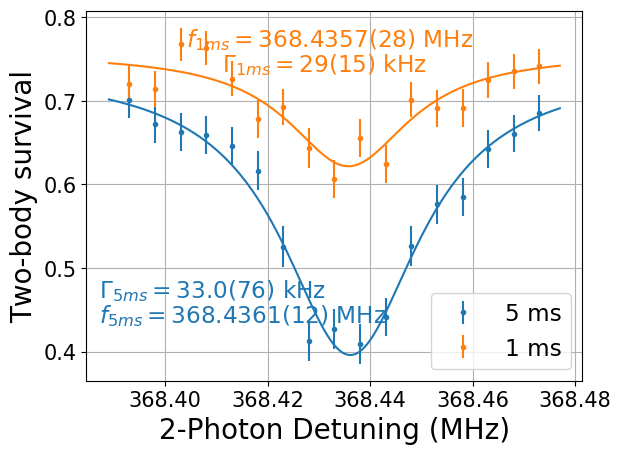 f₁ₘₛ = 368.4357(28) MHz
Γ₁ₘₛ = 29(15) kHz
Γ₅ₘₛ = 33.0(76) kHz
f₅ₘₛ = 368.4361(12) MHz
5 ms
1 ms
0.8
0.7
0.6
0.5
0.4
Two-body survival
368.40
368.42
368.44
368.46
368.48
2-Photon Detuning (MHz)